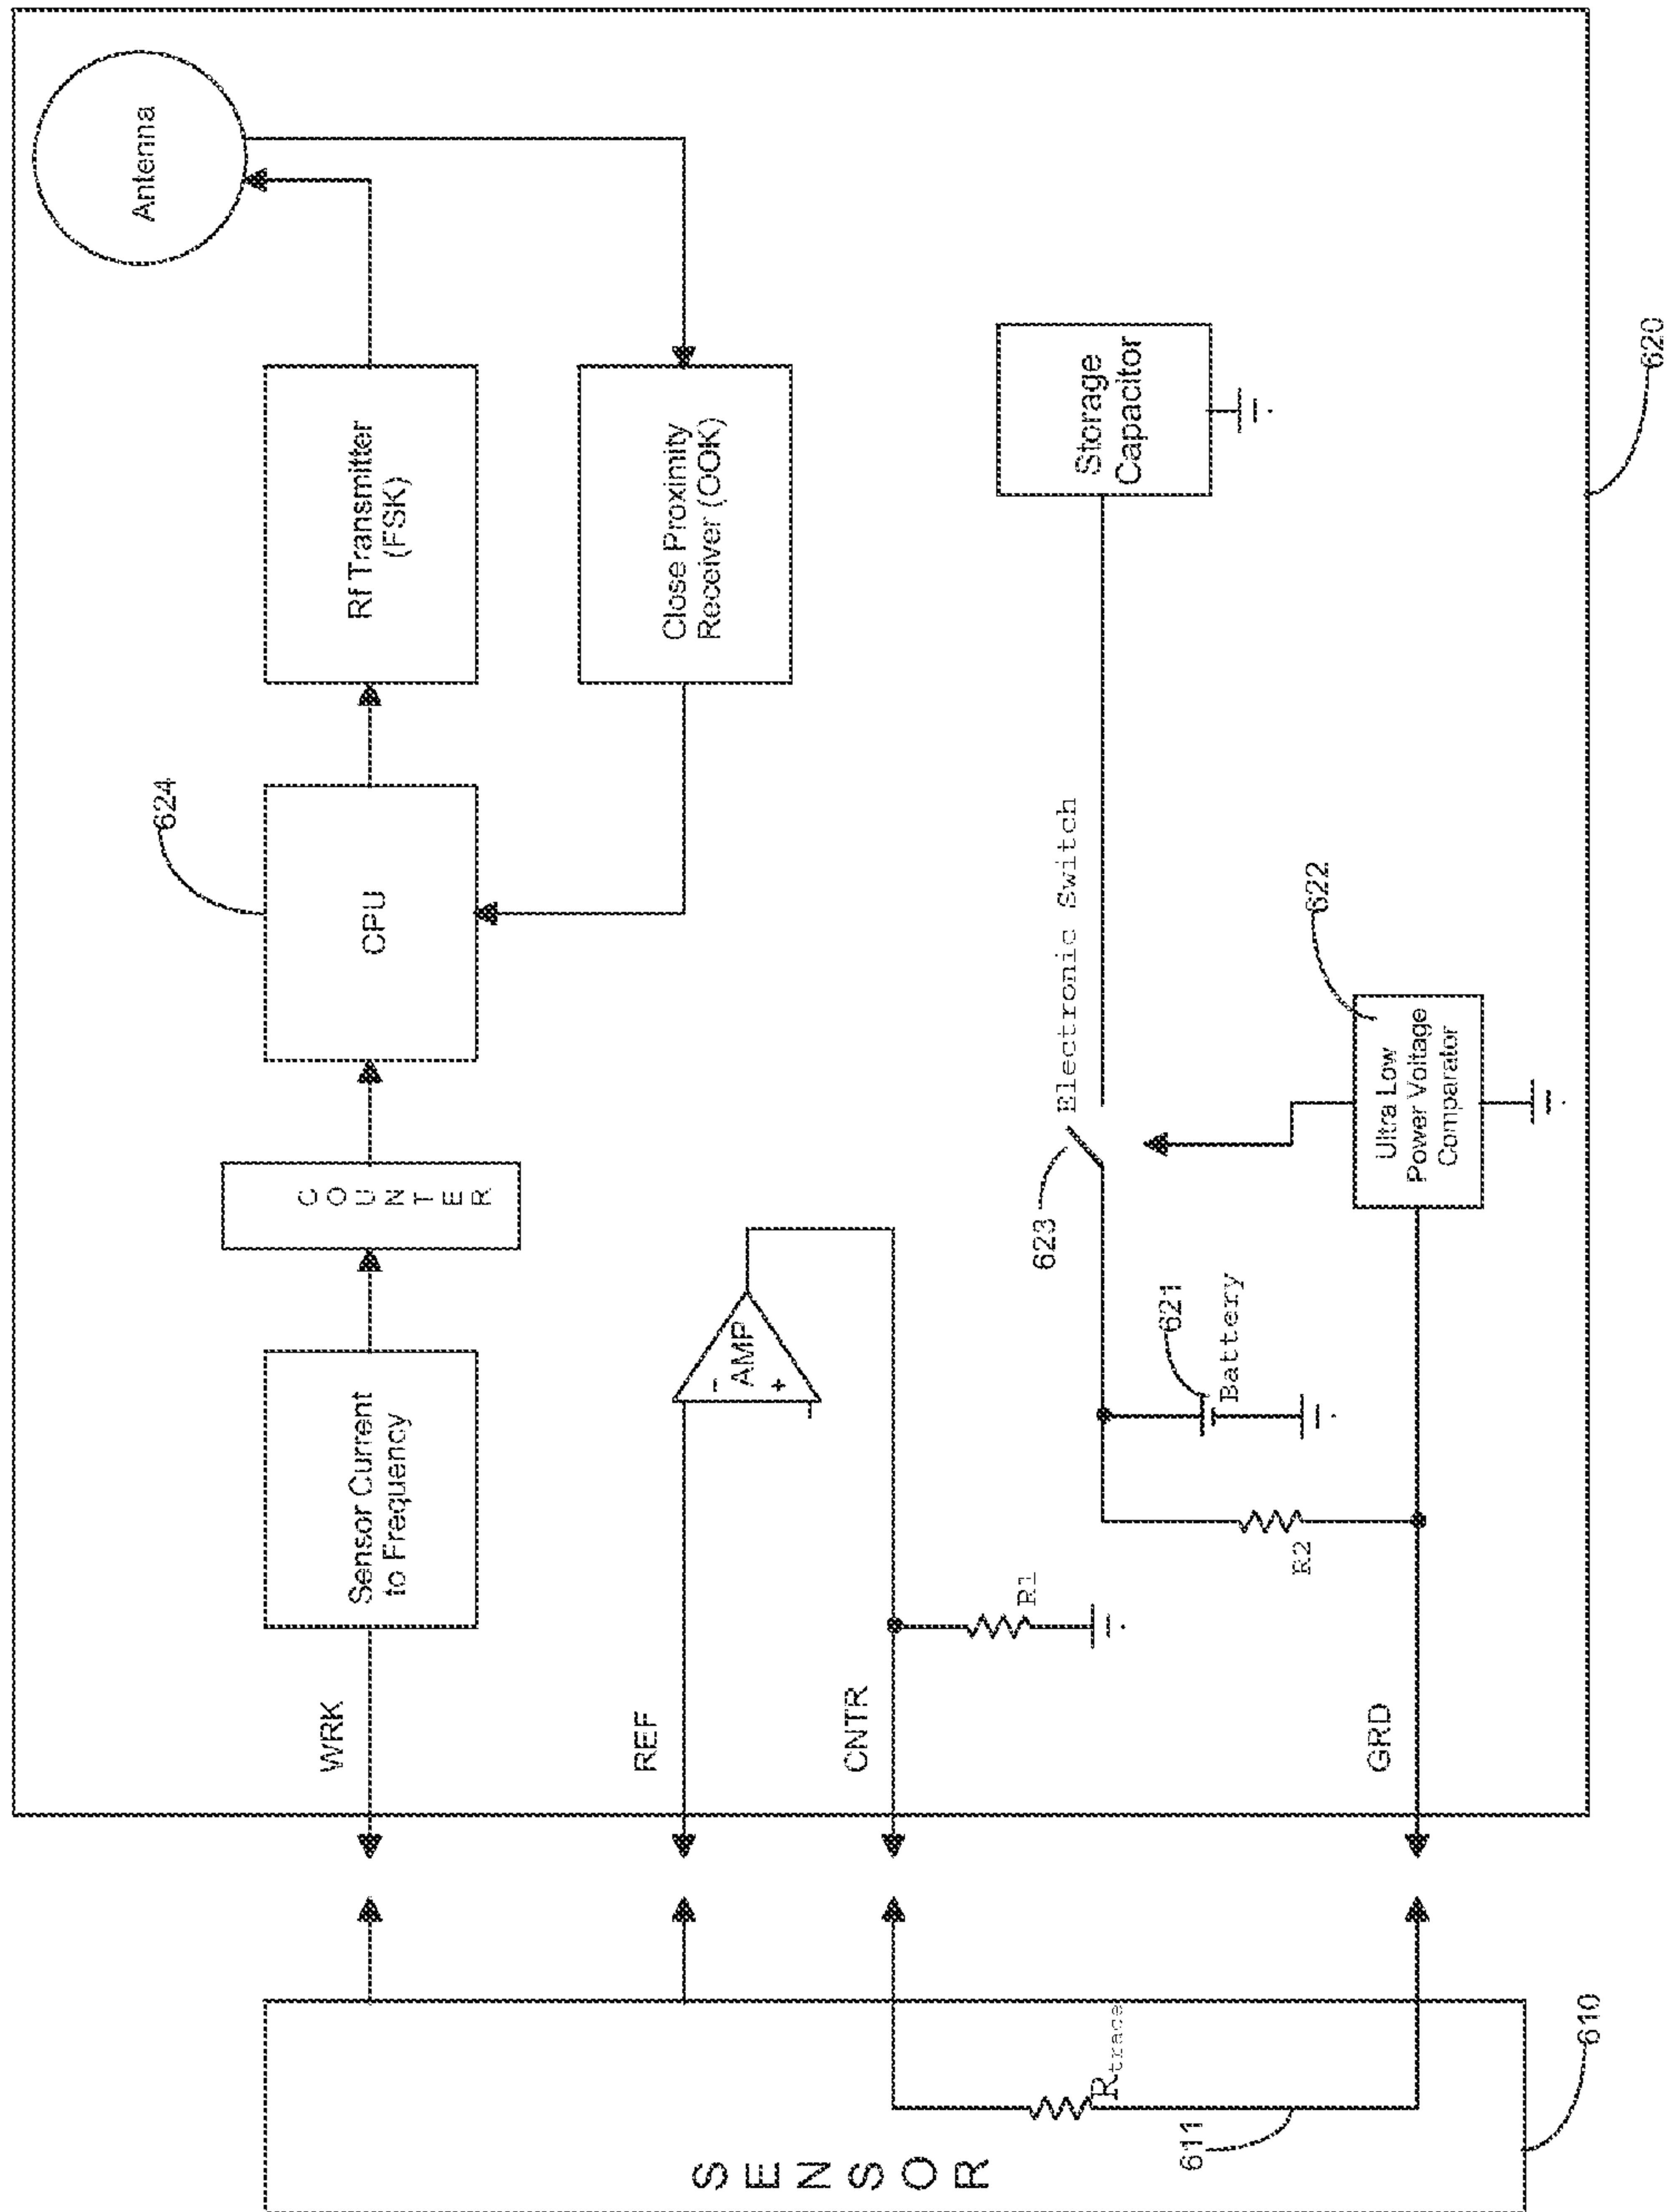 Antenna
Rf Transmitter
(FSK)
Close Proximity
Receiver (OOK)
Storage
Capacitor
620
624
CPU
Electronic Switch
622
Ultra Low
Power Voltage
Comparator
COUNTER
623
AMP
-
+
621
Battery
Sensor Current
to Frequency
R1
R2
WRK
REF
CNTR
GRD
SENSOR
Rtrace
611
610